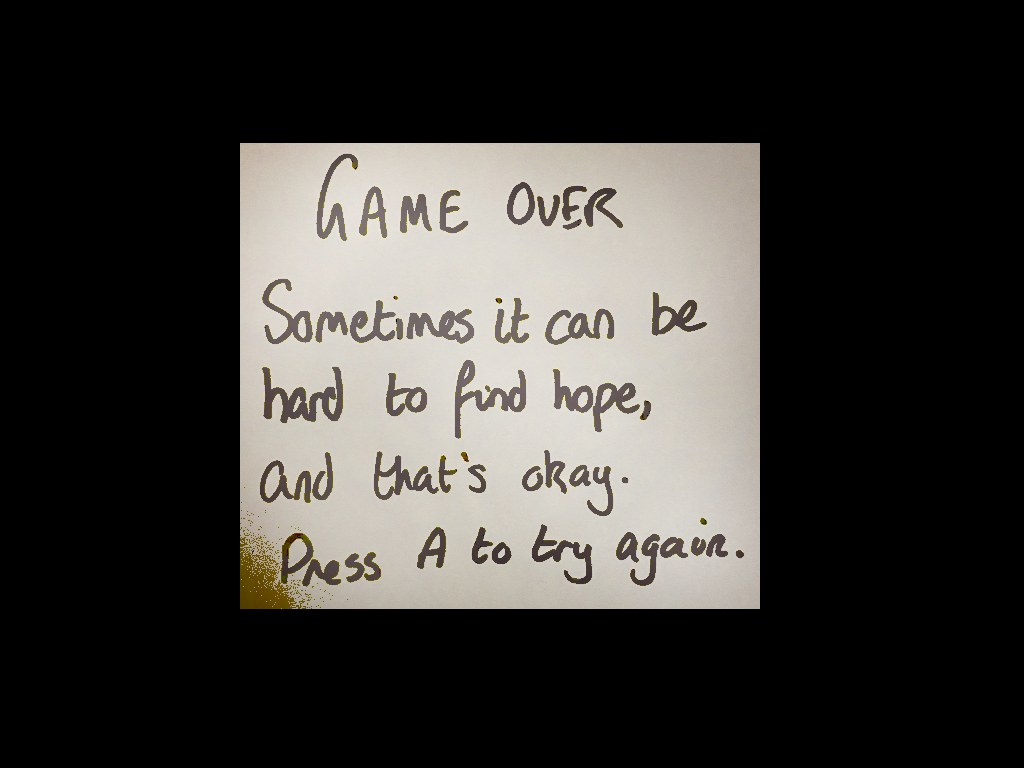 GAME OVER
Sometimes it can be
hard to find hope,
and that's okay.
Press A to try again.